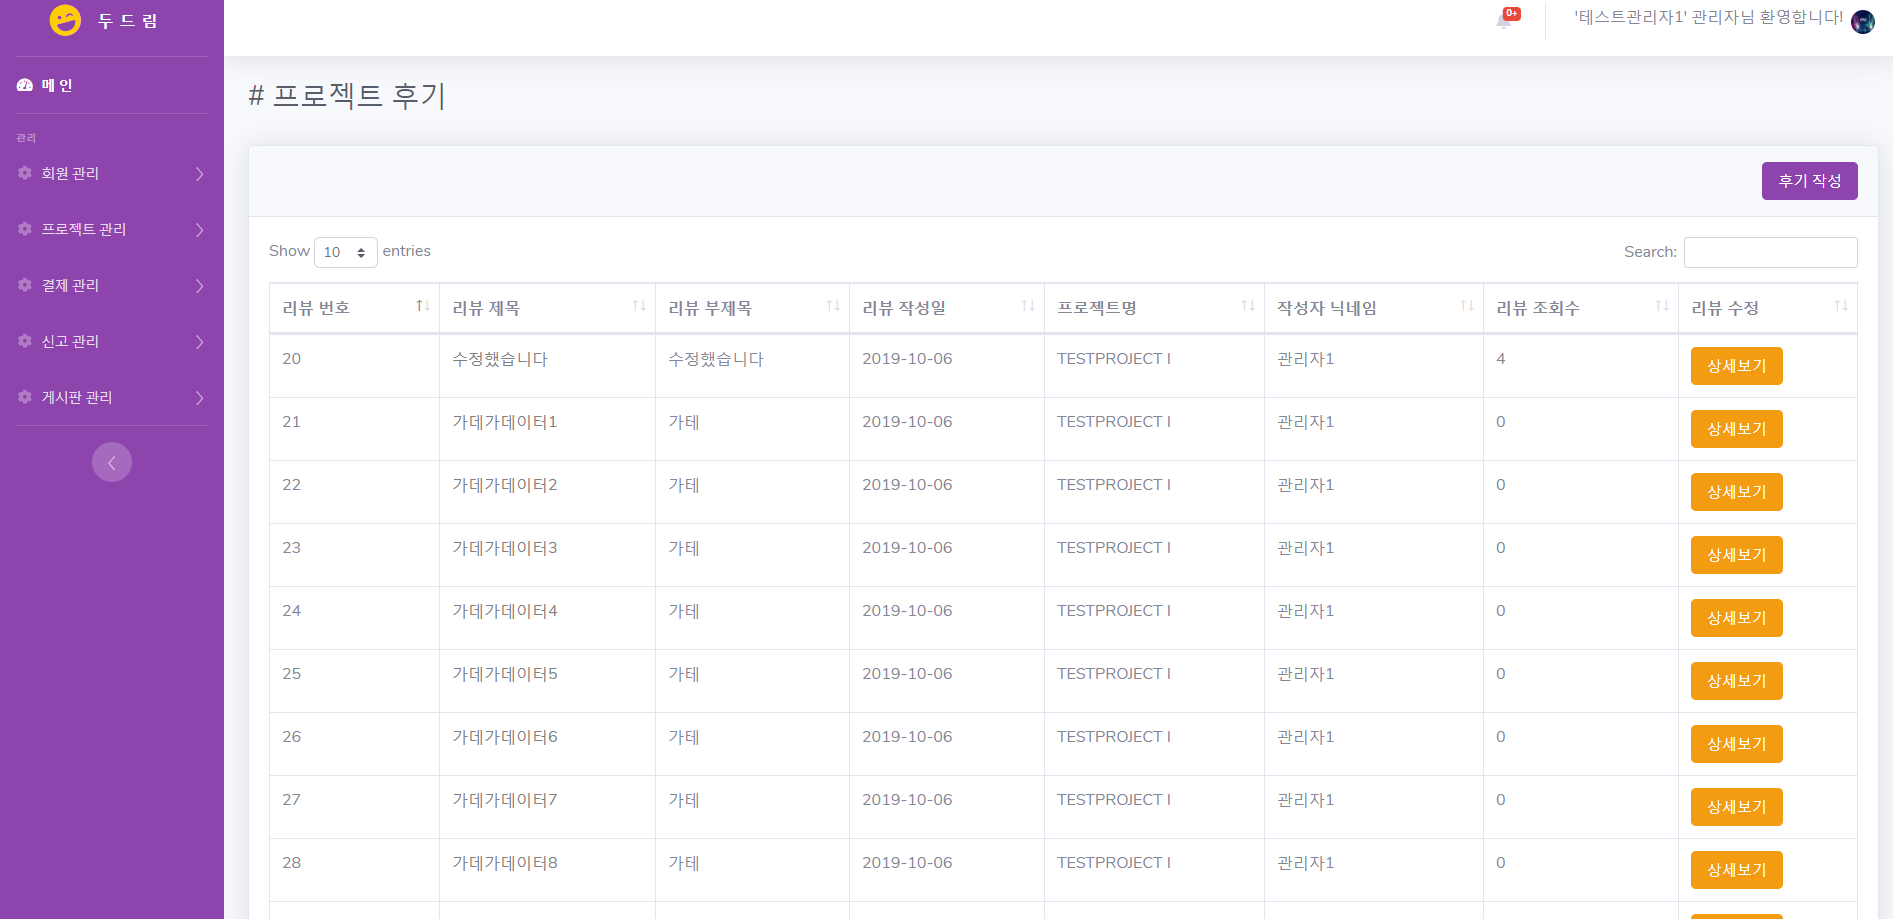 두 드 림
메 인
관리
회원 관리
프로젝트 관리
결제 관리
신고 관리
게시판 관리
0+
'테스트관리자1' 관리자님 환영합니다!
# 프로젝트 후기
후기 작성
Show 10 entries
Search:
리뷰 번호 리뷰 제목 리뷰 부제목 리뷰 작성일 프로젝트명 작성자 닉네임 리뷰 조회수 리뷰 수정
20 수정했습니다 수정했습니다 2019-10-06 TESTPROJECT I 관리자1 4 상세보기
21 가데가데이터1 가테 2019-10-06 TESTPROJECT I 관리자1 0 상세보기
22 가데가데이터2 가테 2019-10-06 TESTPROJECT I 관리자1 0 상세보기
23 가데가데이터3 가테 2019-10-06 TESTPROJECT I 관리자1 0 상세보기
24 가데가데이터4 가테 2019-10-06 TESTPROJECT I 관리자1 0 상세보기
25 가데가데이터5 가테 2019-10-06 TESTPROJECT I 관리자1 0 상세보기
26 가데가데이터6 가테 2019-10-06 TESTPROJECT I 관리자1 0 상세보기
27 가데가데이터7 가테 2019-10-06 TESTPROJECT I 관리자1 0 상세보기
28 가데가데이터8 가테 2019-10-06 TESTPROJECT I 관리자1 0 상세보기